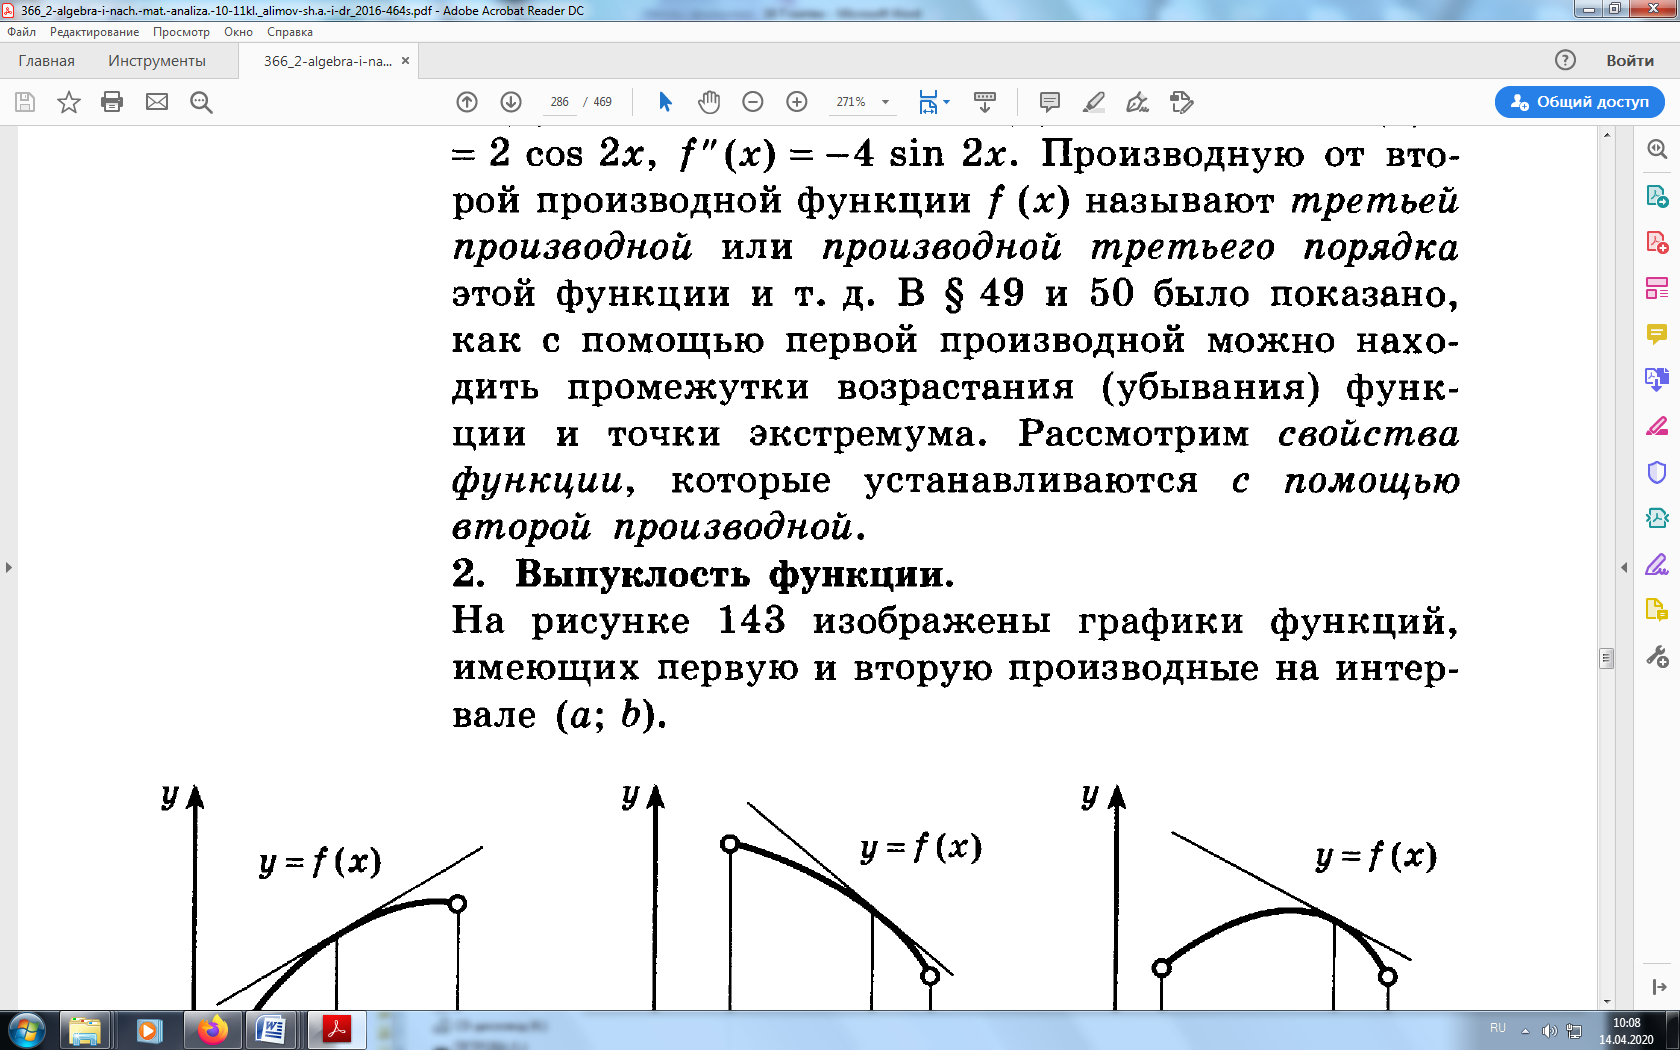 366_2-algebra-i-nach.-mat.-analiza.-10-11kl._alimov-sh.a.-i-dr_2016-464s.pdf - Adobe Acrobat Reader DC
Файл Редактирование Просмотр Окно Справка
Главная Инструменты 366_2-algebra-i-na... × ? Войти
286 / 469 271% Общий доступ
= 2 cos 2x, f″(x) = −4 sin 2x. Производную от вто-
рой производной функции f (x) называют третьей
производной или производной третьего порядка
этой функции и т. д. В § 49 и 50 было показано,
как с помощью первой производной можно нахо-
дить промежутки возрастания (убывания) функ-
ции и точки экстремума. Рассмотрим свойства
функции, которые устанавливаются с помощью
второй производной.
2. Выпуклость функции.
На рисунке 143 изображены графики функций,
имеющих первую и вторую производные на интер-
вале (a; b).
y y y
y = f (x) y = f (x) y = f (x)
RU 10:08
14.04.2020